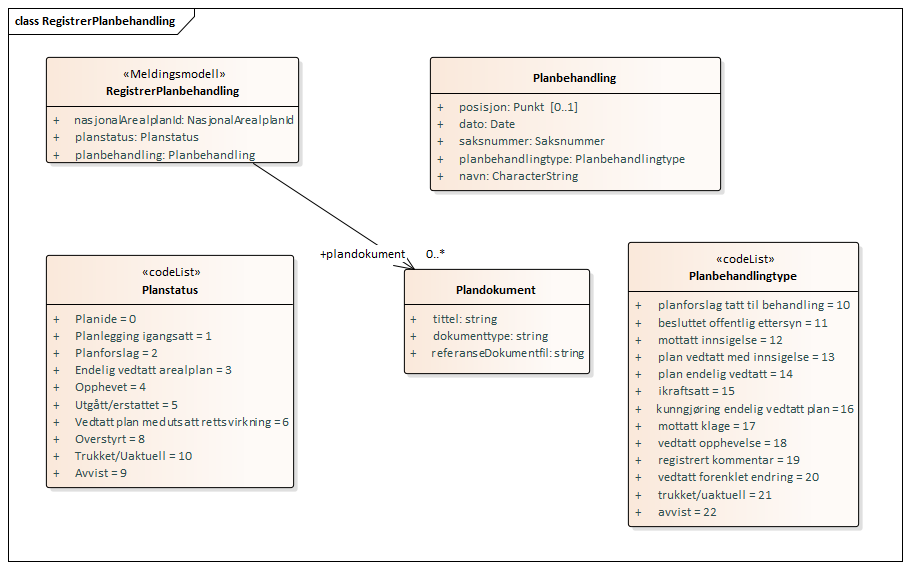 class RegistrerPlanbehandling
«Meldingsmodell»
RegistrerPlanbehandling
+ nasjonalArealplanId: NasjonalArealplanId
+ planstatus: Planstatus
+ planbehandling: Planbehandling
Planbehandling
+ posisjon: Punkt [0..1]
+ dato: Date
+ saksnummer: Saksnummer
+ planbehandlingtype: Planbehandlingtype
+ navn: CharacterString
+plandokument 0..*
«codeList»
Planstatus
+ Planide = 0
+ Planlegging igangsatt = 1
+ Planforslag = 2
+ Endelig vedtatt arealplan = 3
+ Opphevet = 4
+ Utgått/erstattet = 5
+ Vedtatt plan med utsatt rettsvirkning = 6
+ Overstyrt = 8
+ Trukket/Uaktuell = 10
+ Avvist = 9
Plandokument
+ tittel: string
+ dokumenttype: string
+ referanseDokumentfil: string
«codeList»
Planbehandlingtype
+ planforslag tatt til behandling = 10
+ besluttet offentlig ettersyn = 11
+ mottatt innsigelse = 12
+ plan vedtatt med innsigelse = 13
+ plan endelig vedtatt = 14
+ ikraftsatt = 15
+ kunngjøring endelig vedtatt plan = 16
+ mottatt klage = 17
+ vedtatt opphevelse = 18
+ registrert kommentar = 19
+ vedtatt forenklet endring = 20
+ trukket/uaktuell = 21
+ avvist = 22